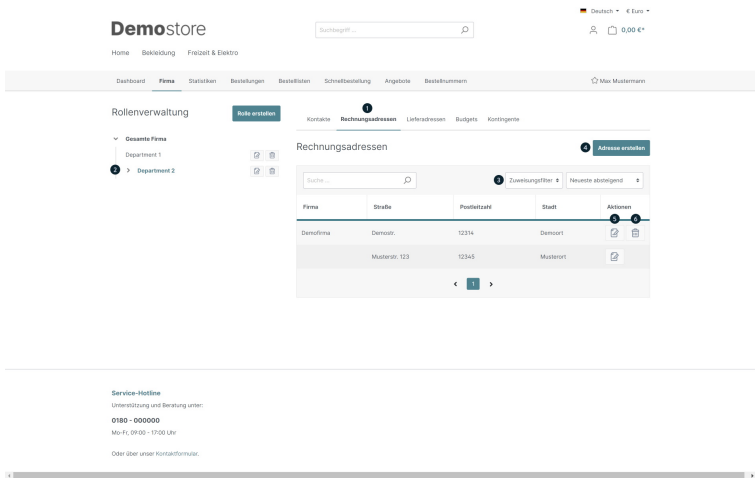 Deutsch € Euro
Demostore
Suchbegriff ...
0,00 €*
Home Bekleidung Freizeit & Elektro
Dashboard Firma Statistiken Bestellungen Bestelllisten Schnellbestellung Angebote Bestellnummern Max Mustermann
Rollenverwaltung
Rolle erstellen
Gesamte Firma
Department 1
2 Department 2
1
Kontakte Rechnungsadressen Lieferadressen Budgets Kontingente
Rechnungsadressen
4 Adresse erstellen
Suche ...
3 Zuweisungsfilter Neueste absteigend
Firma Straße Postleitzahl Stadt Aktionen
5 6
Demofirma Demostr. 12314 Demoort
Musterstr. 123 12345 Musterort
1
Service-Hotline
Unterstützung und Beratung unter:
0180 - 000000
Mo-Fr, 09:00 - 17:00 Uhr
Oder über unser Kontaktformular.